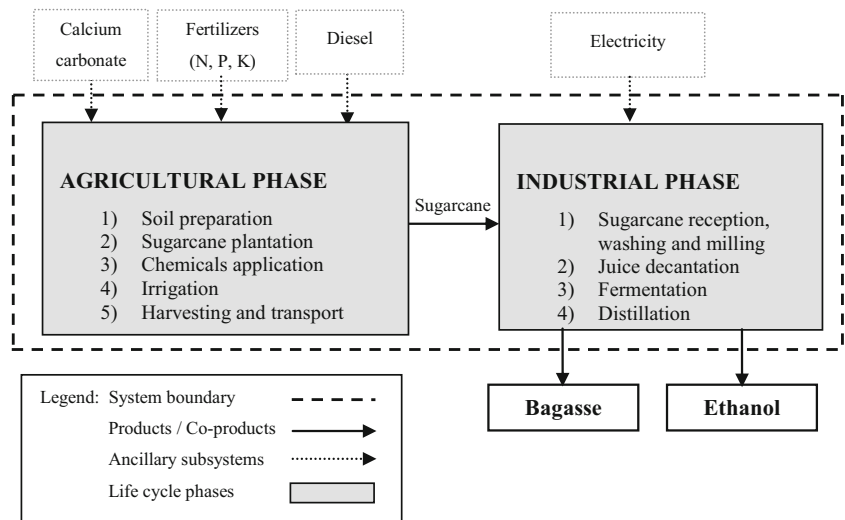 Calcium
carbonate
Fertilizers
(N, P, K)
Diesel
Electricity
AGRICULTURAL PHASE
1) Soil preparation
2) Sugarcane plantation
3) Chemicals application
4) Irrigation
5) Harvesting and transport
Sugarcane
INDUSTRIAL PHASE
1) Sugarcane reception,
washing and milling
2) Juice decantation
3) Fermentation
4) Distillation
Bagasse
Ethanol
Legend: System boundary
Products / Co-products
Ancillary subsystems
Life cycle phases